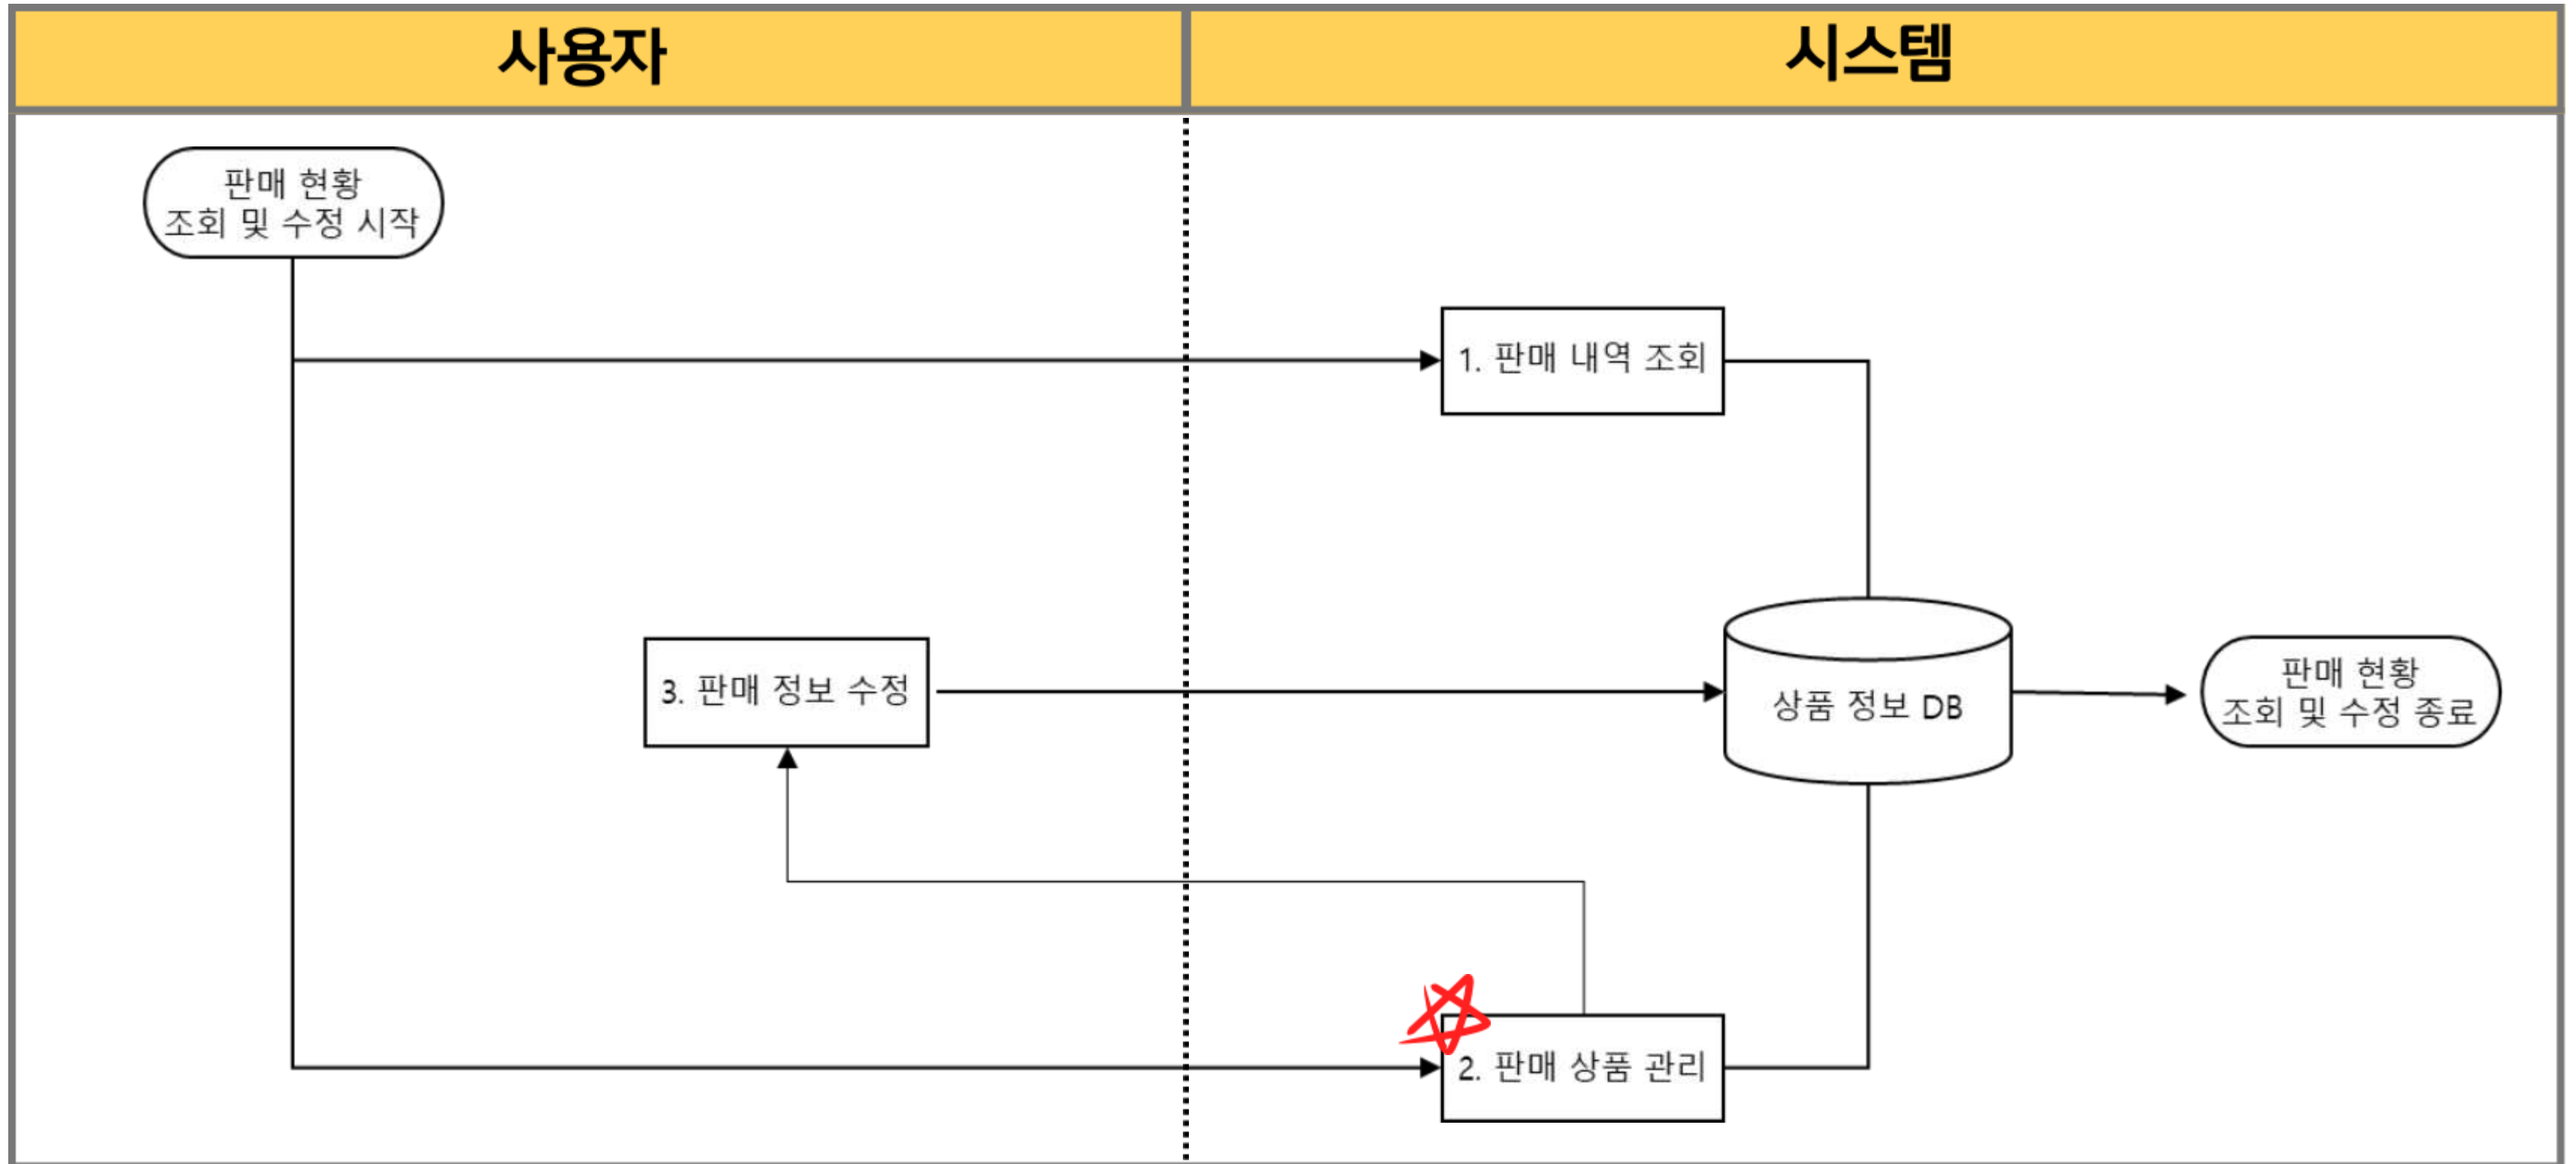 사용자
시스템
판매 현황
조회 및 수정 시작
1. 판매 내역 조회
3. 판매 정보 수정
상품 정보 DB
판매 현황
조회 및 수정 종료
2. 판매 상품 관리